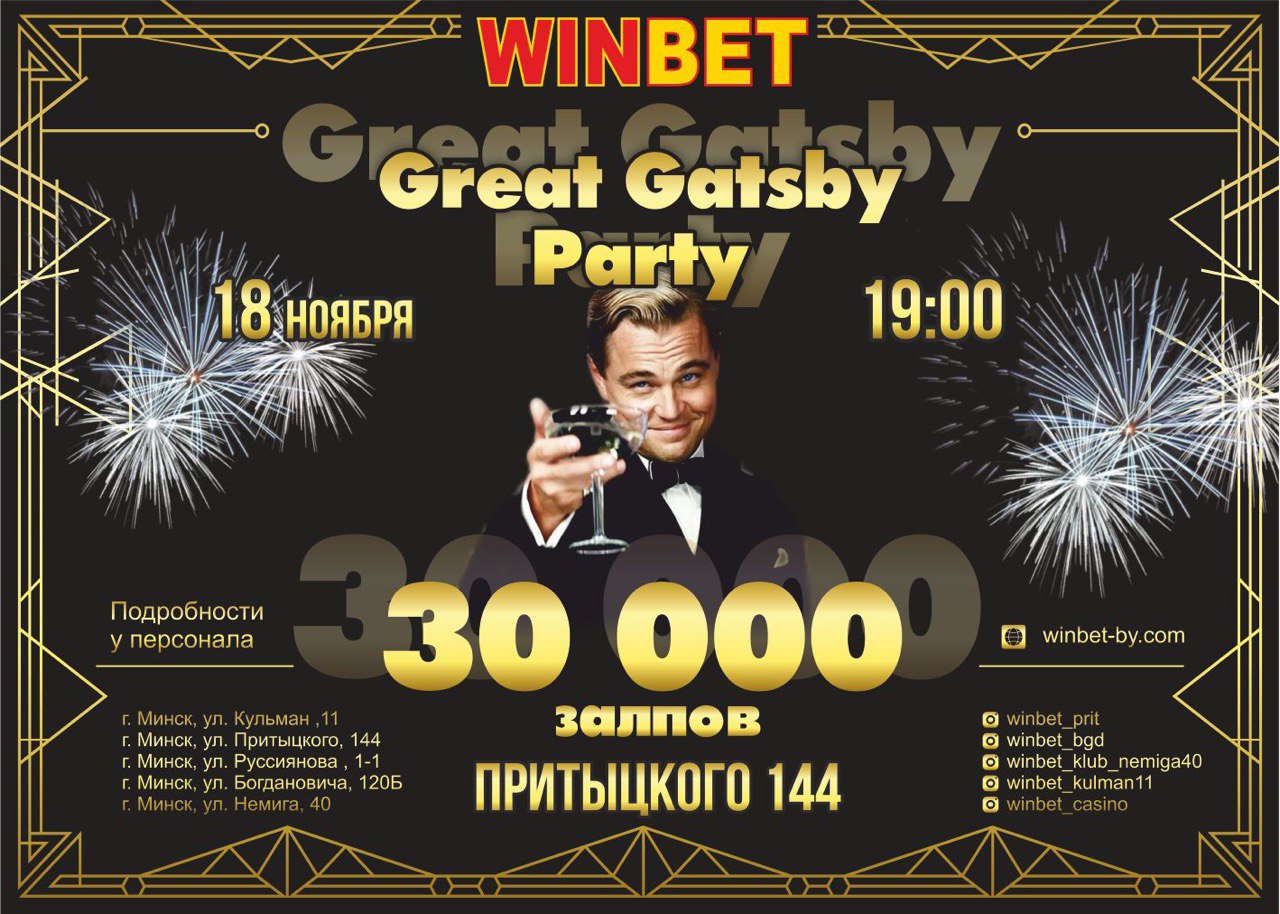 WINBET
Great Gatsby
Party
18 НОЯБРЯ
19:00
30 000
залпов
ПРИТЫЦКОГО 144
Подробности
у персонала
г. Минск, ул. Кульман ,11
г. Минск, ул. Притыцкого, 144
г. Минск, ул. Руссиянова , 1-1
г. Минск, ул. Богдановича, 120Б
г. Минск, ул. Немига, 40
winbet-by.com
winbet_prit
winbet_bgd
winbet_klub_nemiga40
winbet_kulman11
winbet_casino